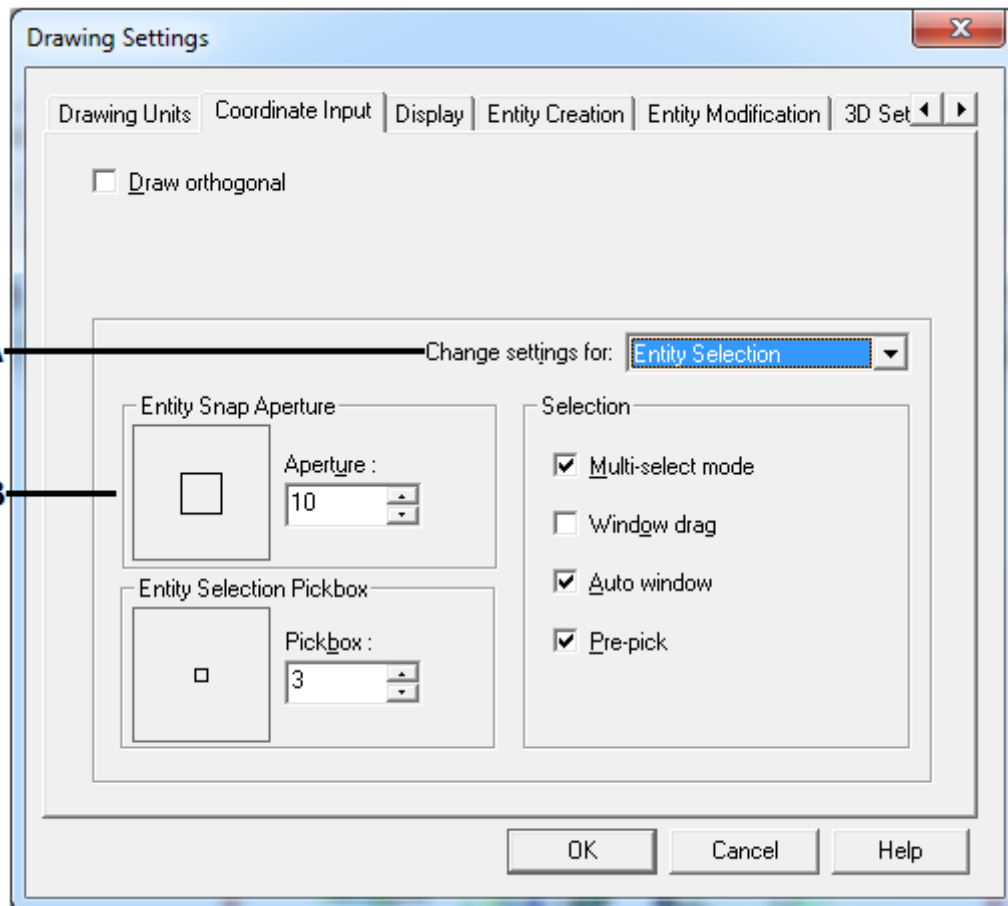 Drawing Settings
Drawing Units Coordinate Input Display Entity Creation Entity Modification 3D Set
Draw orthogonal
Change settings for: Entity Selection
Entity Snap Aperture
Aperture :
10
Entity Selection Pickbox
Pickbox :
3
Selection
Multi-select mode
Window drag
Auto window
Pre-pick
OK Cancel Help